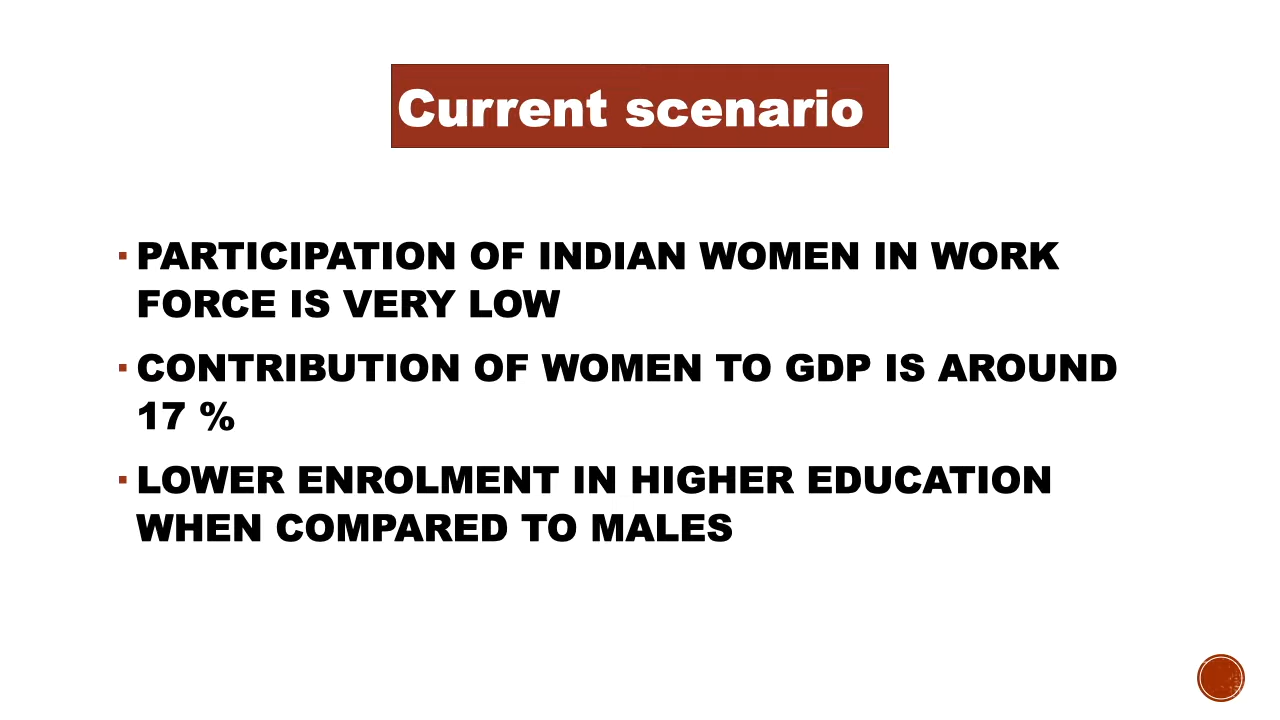 Current scenario
▪ PARTICIPATION OF INDIAN WOMEN IN WORK
FORCE IS VERY LOW
▪ CONTRIBUTION OF WOMEN TO GDP IS AROUND
17 %
▪ LOWER ENROLMENT IN HIGHER EDUCATION
WHEN COMPARED TO MALES